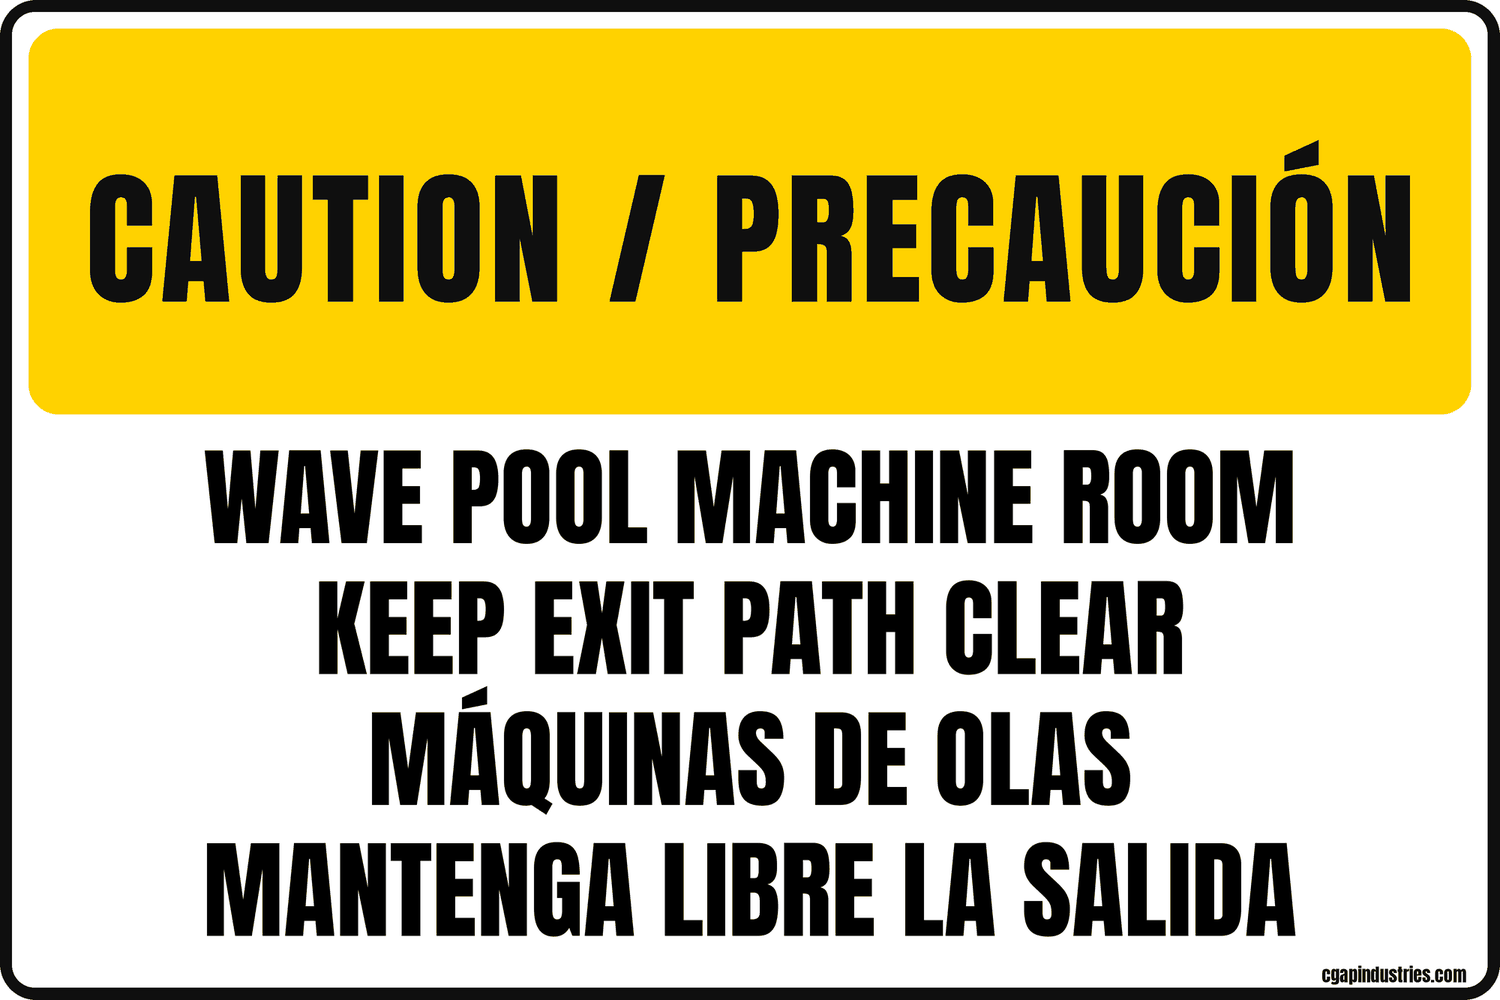 CAUTION / PRECAUCIÓN
WAVE POOL MACHINE ROOM
KEEP EXIT PATH CLEAR
MÁQUINAS DE OLAS
MANTENGA LIBRE LA SALIDA
cgapindustries.com